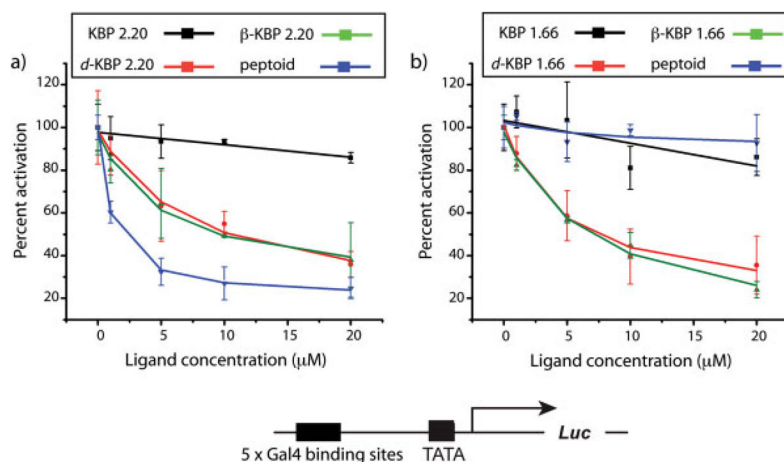 a)
KBP 2.20 β-KBP 2.20
d-KBP 2.20 peptoid
120
100
80
60
40
20
Percent activation
0 5 10 15 20
Ligand concentration (μM)
b)
KBP 1.66 β-KBP 1.66
d-KBP 1.66 peptoid
120
100
80
60
40
20
Percent activation
0 5 10 15 20
Ligand concentration (μM)
Luc
5 x Gal4 binding sites TATA